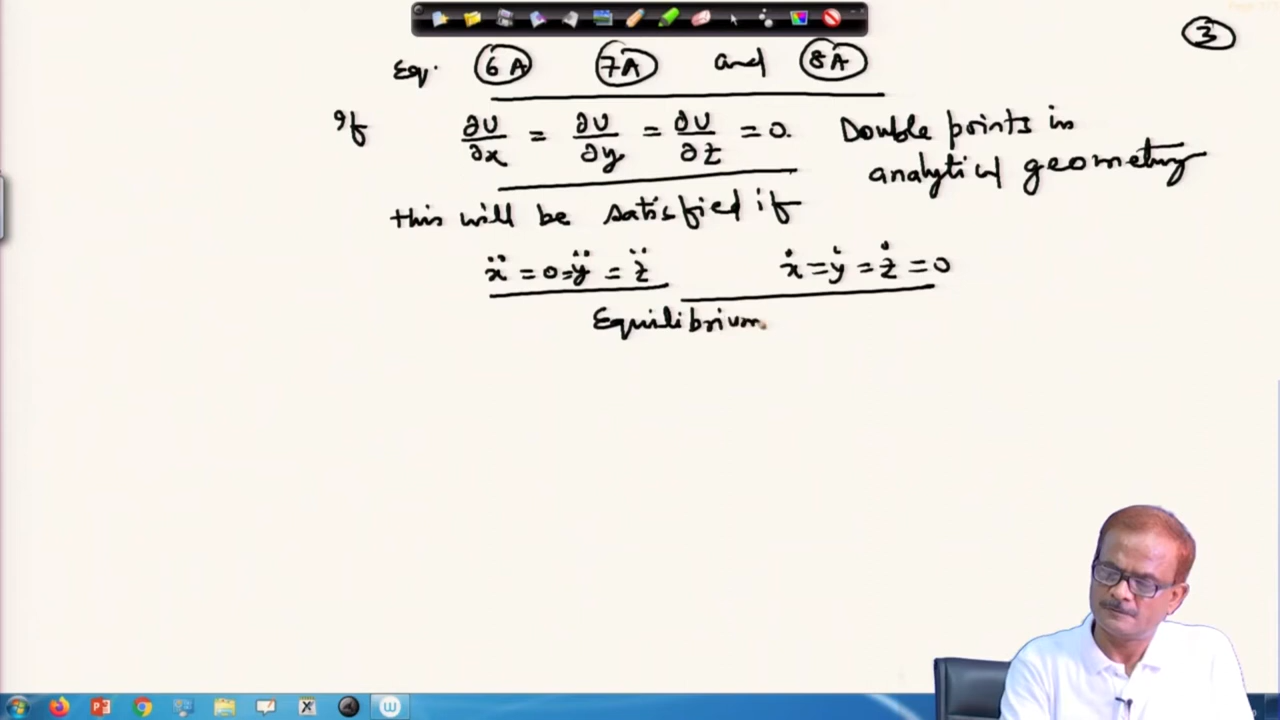 3
Eq. 6A 7A and 8A
If ∂U/∂x = ∂U/∂y = ∂U/∂z = 0. Double points in
analytical geometry
this will be satisfied if
ẍ = 0 = ÿ = z̈ ẋ = ẏ = ż = 0
Equilibrium